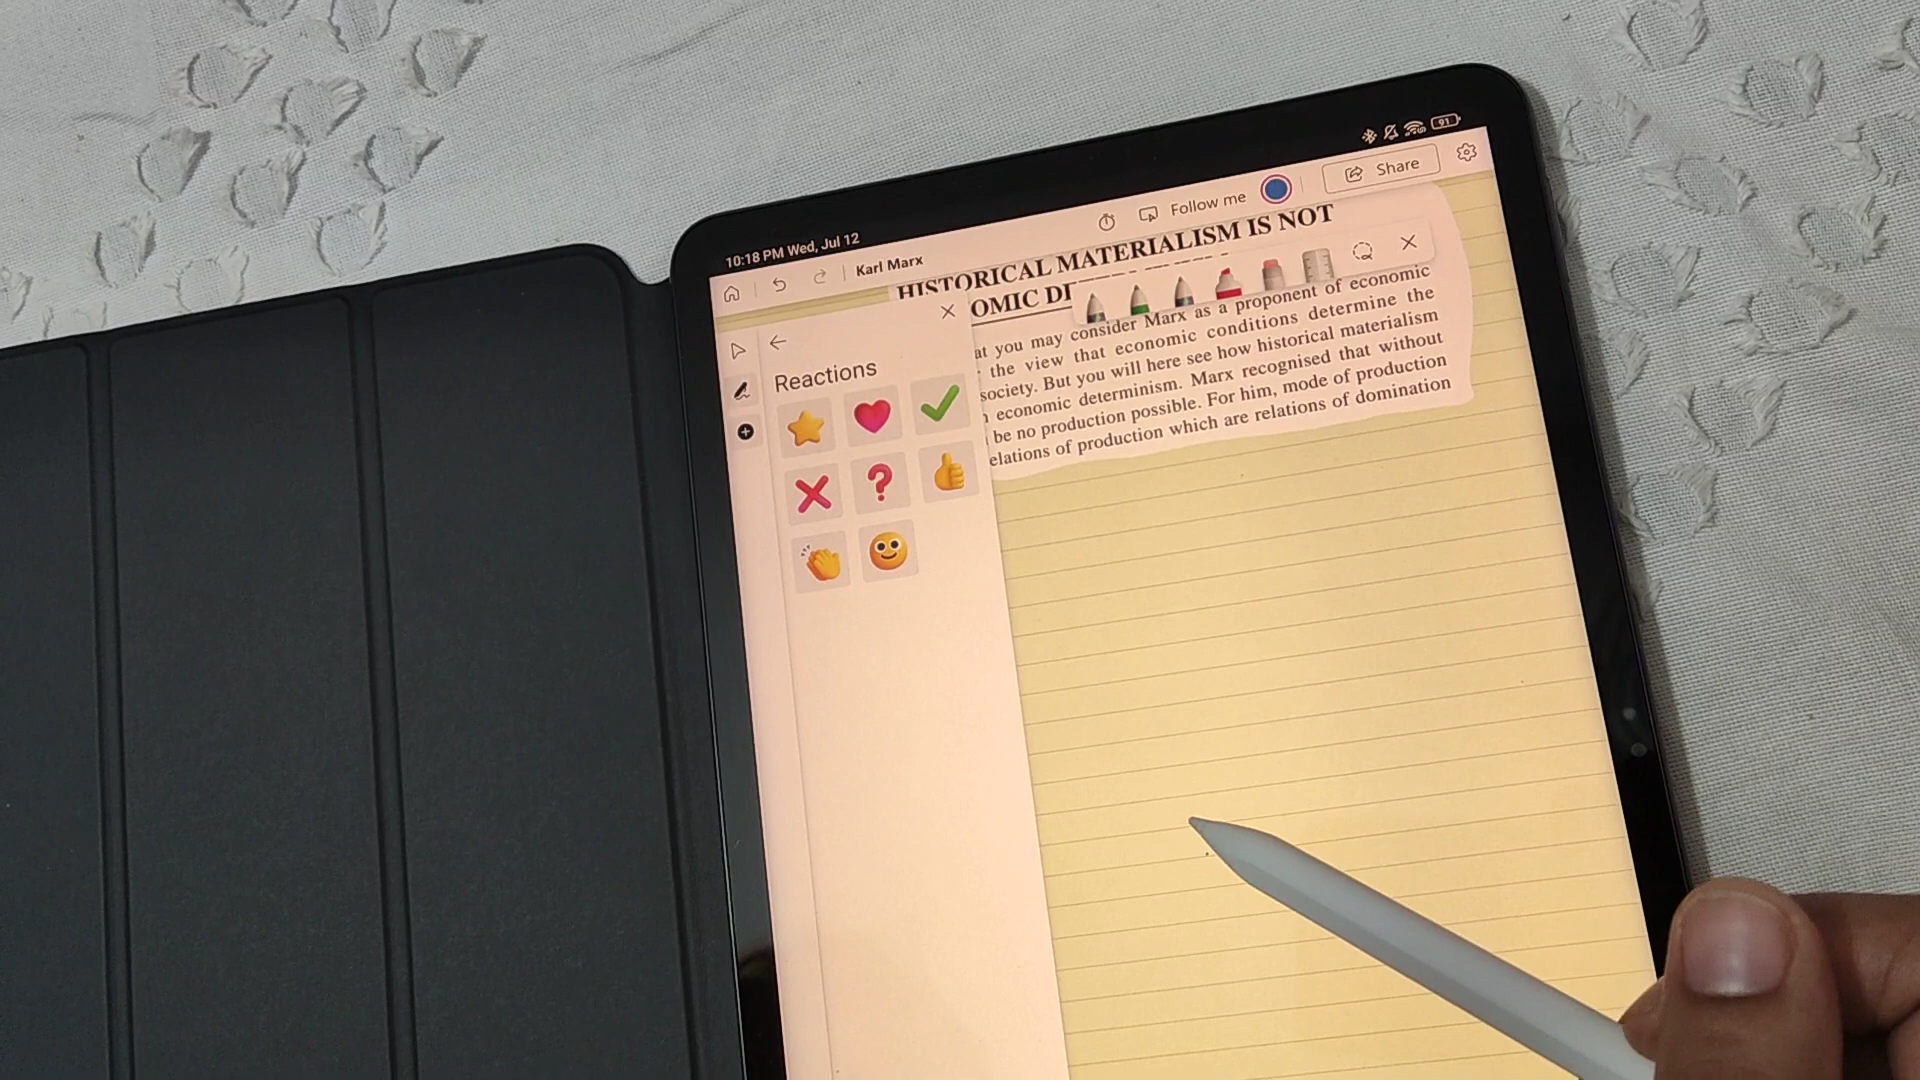 10:18 PM Wed, Jul 12
91
Karl Marx
Follow me
Share
HISTORICAL MATERIALISM IS NOT
OMIC DE
at you may consider Marx as a proponent of economic
the view that economic conditions determine the
society. But you will here see how historical materialism
economic determinism. Marx recognised that without
be no production possible. For him, mode of production
elations of production which are relations of domination
Reactions